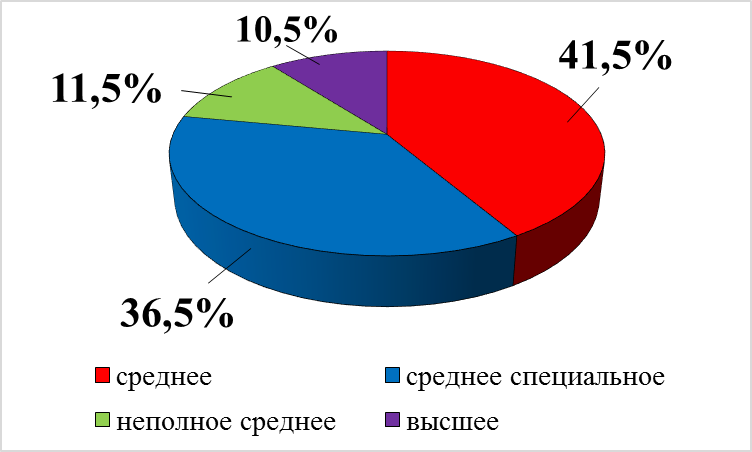 10,5%
41,5%
11,5%
36,5%
среднее
среднее специальное
неполное среднее
высшее